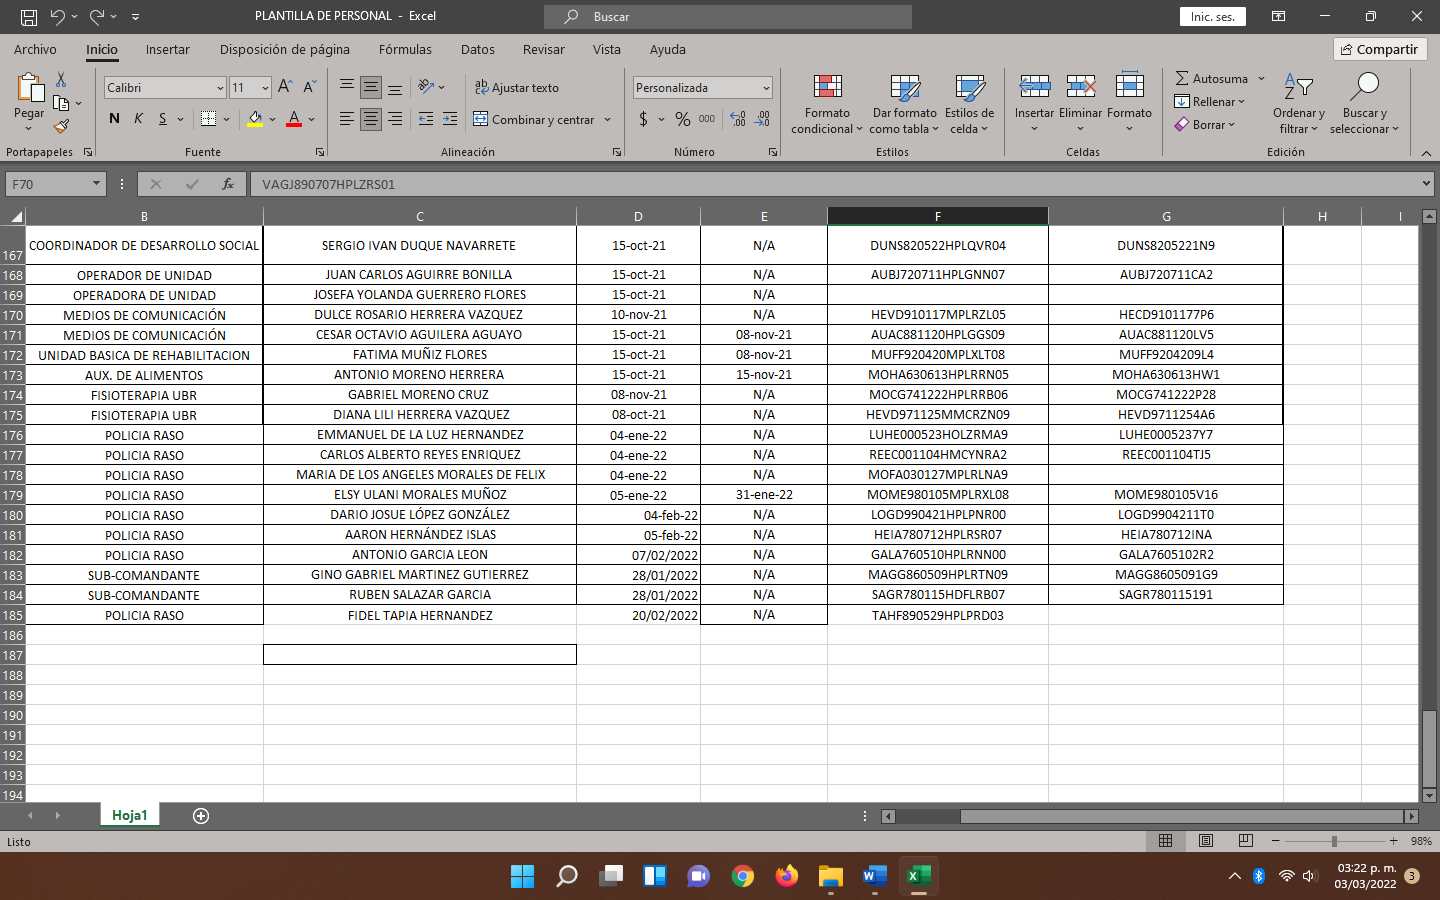 PLANTILLA DE PERSONAL - Excel
Buscar
Inic. ses.
Archivo Inicio Insertar Disposición de página Fórmulas Datos Revisar Vista Ayuda Compartir
Pegar
Calibri 11
N K S
Ajustar texto
Combinar y centrar
Personalizada
$ % 000
Formato condicional
Dar formato como tabla
Estilos de celda
Insertar Eliminar Formato
Autosuma
Rellenar
Borrar
Ordenar y filtrar
Buscar y seleccionar
Portapapeles Fuente Alineación Número Estilos Celdas Edición
F70 fx VAGJ890707HPLZRS01
B C D E F G H I
167 COORDINADOR DE DESARROLLO SOCIAL SERGIO IVAN DUQUE NAVARRETE 15-oct-21 N/A DUNS820522HPLQVR04 DUNS8205221N9
168 OPERADOR DE UNIDAD JUAN CARLOS AGUIRRE BONILLA 15-oct-21 N/A AUBJ720711HPLGNN07 AUBJ720711CA2
169 OPERADORA DE UNIDAD JOSEFA YOLANDA GUERRERO FLORES 15-oct-21 N/A
170 MEDIOS DE COMUNICACIÓN DULCE ROSARIO HERRERA VAZQUEZ 10-nov-21 N/A HEVD910117MPLRZL05 HECD9101177P6
171 MEDIOS DE COMUNICACIÓN CESAR OCTAVIO AGUILERA AGUAYO 15-oct-21 08-nov-21 AUAC881120HPLGGS09 AUAC881120LV5
172 UNIDAD BASICA DE REHABILITACION FATIMA MUÑIZ FLORES 15-oct-21 08-nov-21 MUFF920420MPLXLT08 MUFF9204209L4
173 AUX. DE ALIMENTOS ANTONIO MORENO HERRERA 15-oct-21 15-nov-21 MOHA630613HPLRRN05 MOHA630613HW1
174 FISIOTERAPIA UBR GABRIEL MORENO CRUZ 08-nov-21 N/A MOCG741222HPLRRB06 MOCG741222P28
175 FISIOTERAPIA UBR DIANA LILI HERRERA VAZQUEZ 08-oct-21 N/A HEVD971125MMCRZN09 HEVD9711254A6
176 POLICIA RASO EMMANUEL DE LA LUZ HERNANDEZ 04-ene-22 N/A LUHE000523HOLZRMA9 LUHE0005237Y7
177 POLICIA RASO CARLOS ALBERTO REYES ENRIQUEZ 04-ene-22 N/A REEC001104HMCYNRA2 REEC001104TJ5
178 POLICIA RASO MARIA DE LOS ANGELES MORALES DE FELIX 04-ene-22 N/A MOFA030127MPLRLNA9
179 POLICIA RASO ELSY ULANI MORALES MUÑOZ 05-ene-22 31-ene-22 MOME980105MPLRXL08 MOME980105V16
180 POLICIA RASO DARIO JOSUE LÓPEZ GONZÁLEZ 04-feb-22 N/A LOGD990421HPLPNR00 LOGD9904211T0
181 POLICIA RASO AARON HERNÁNDEZ ISLAS 05-feb-22 N/A HEIA780712HPLRSR07 HEIA780712INA
182 POLICIA RASO ANTONIO GARCIA LEON 07/02/2022 N/A GALA760510HPLRNN00 GALA7605102R2
183 SUB-COMANDANTE GINO GABRIEL MARTINEZ GUTIERREZ 28/01/2022 N/A MAGG860509HPLRTN09 MAGG8605091G9
184 SUB-COMANDANTE RUBEN SALAZAR GARCIA 28/01/2022 N/A SAGR780115HDFLRB07 SAGR780115191
185 POLICIA RASO FIDEL TAPIA HERNANDEZ 20/02/2022 N/A TAHF890529HPLPRD03
186
187
188
189
190
191
192
193
194
Hoja1
Listo 98%
03:22 p. m.
03/03/2022
3